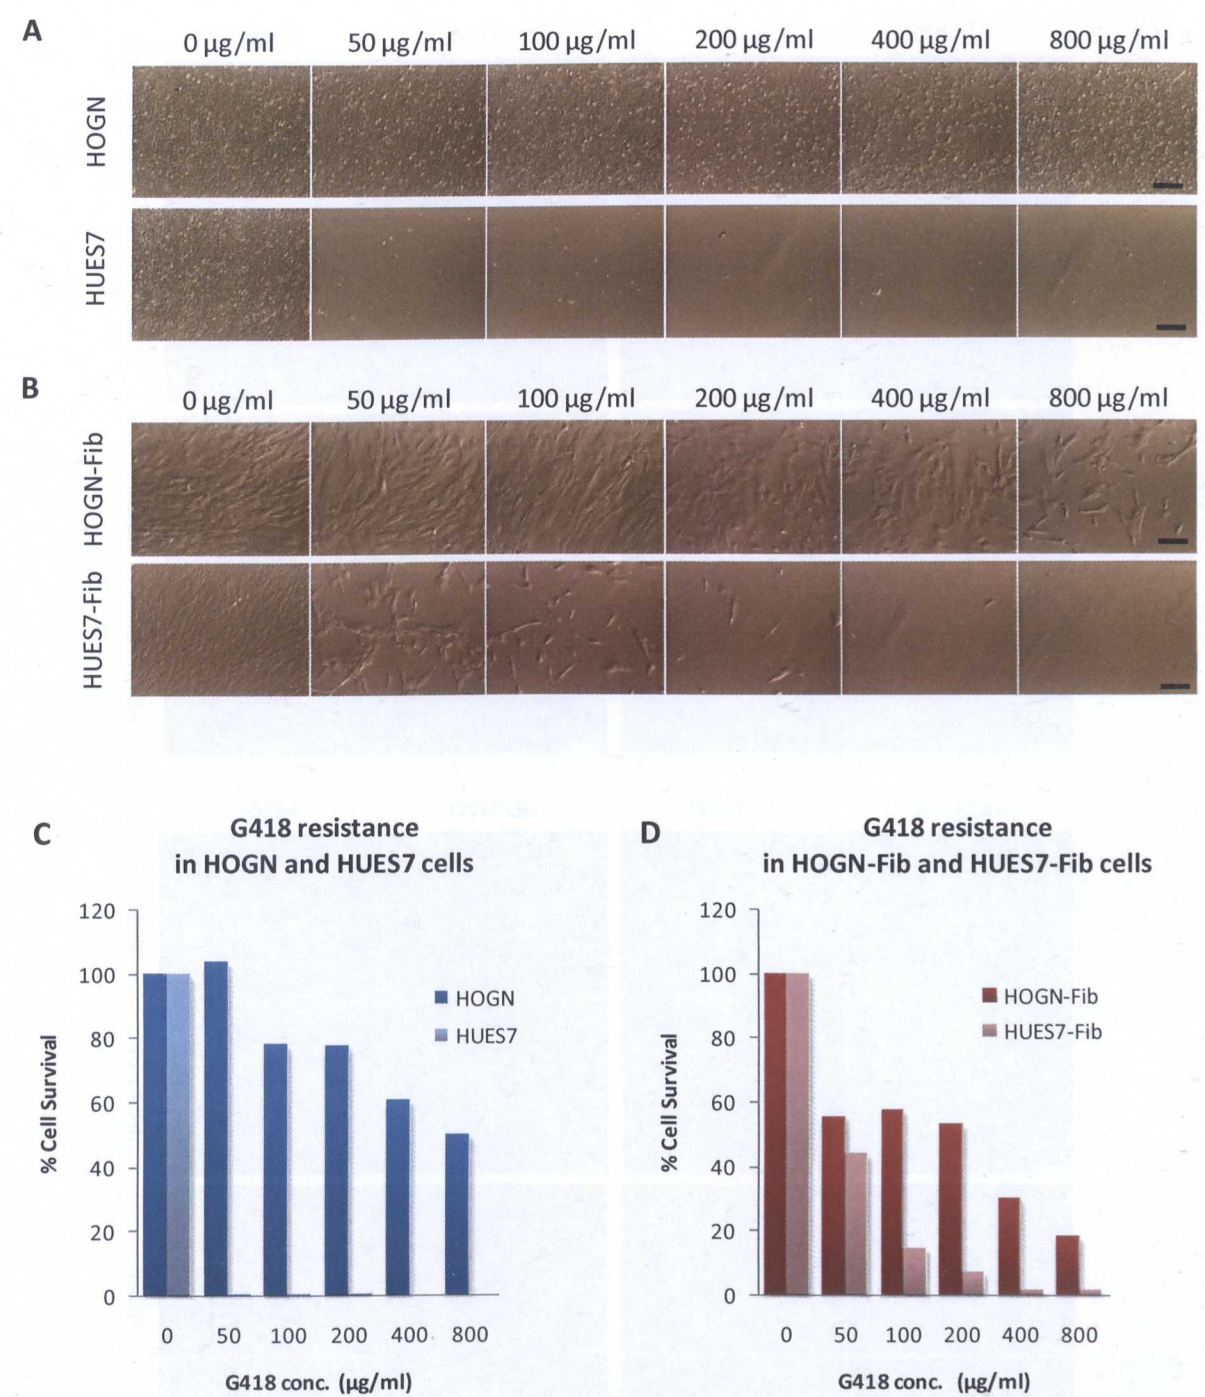 A
0 µg/ml 50 µg/ml 100 µg/ml 200 µg/ml 400 µg/ml 800 µg/ml
HOGN
HUES7
B
0 µg/ml 50 µg/ml 100 µg/ml 200 µg/ml 400 µg/ml 800 µg/ml
HOGN-Fib
HUES7-Fib
C
G418 resistance
in HOGN and HUES7 cells
120
100
80
60
40
20
0
% Cell Survival
HOGN
HUES7
0 50 100 200 400 800
G418 conc. (µg/ml)
D
G418 resistance
in HOGN-Fib and HUES7-Fib cells
120
100
80
60
40
20
0
% Cell Survival
HOGN-Fib
HUES7-Fib
0 50 100 200 400 800
G418 conc. (µg/ml)